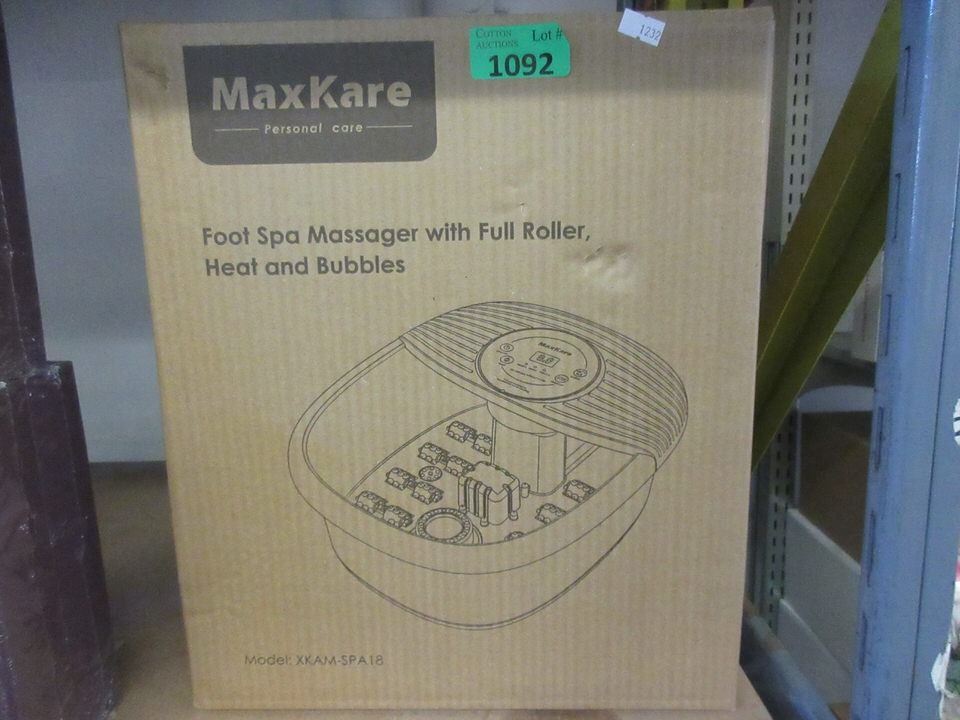 COTTON
AUCTIONS
Lot #
1092
1232
MaxKare
Personal care
Foot Spa Massager with Full Roller,
Heat and Bubbles
MaxKare
Model: XKAM-SPA18